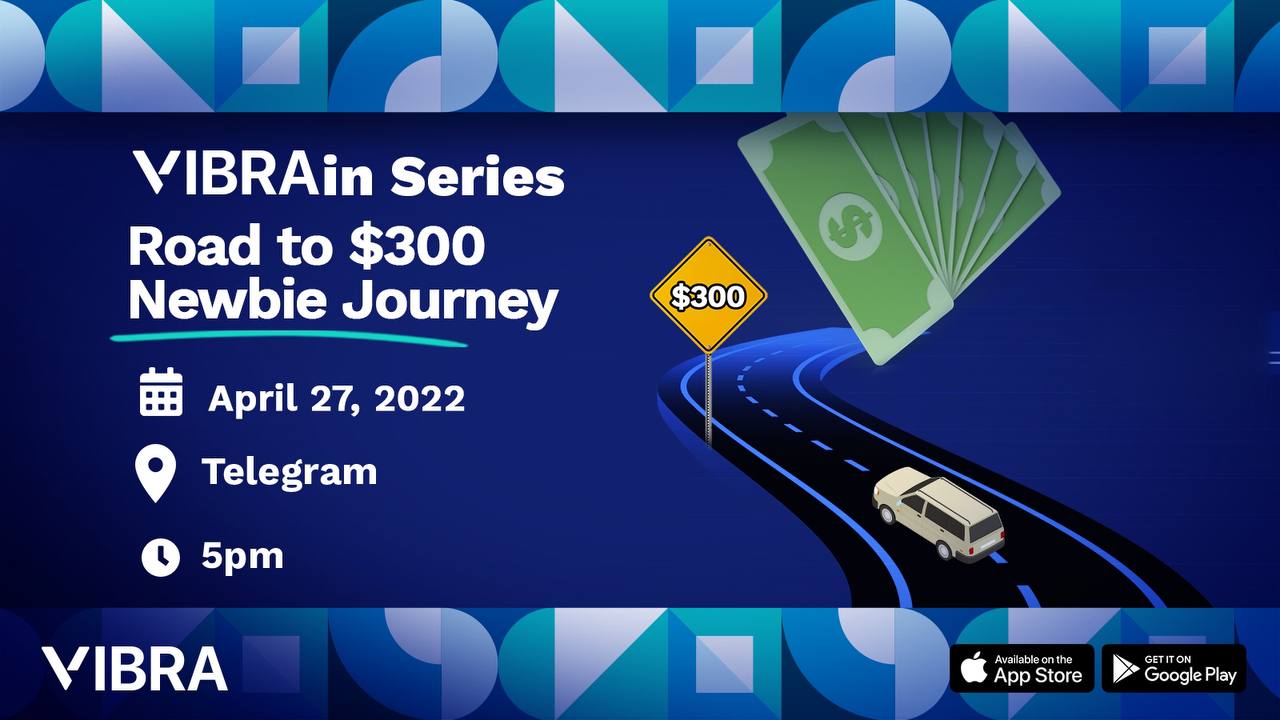 VIBRAin Series
Road to $300
Newbie Journey
April 27, 2022
Telegram
5pm
$300
VIBRA
Available on the
App Store
GET IT ON
Google Play